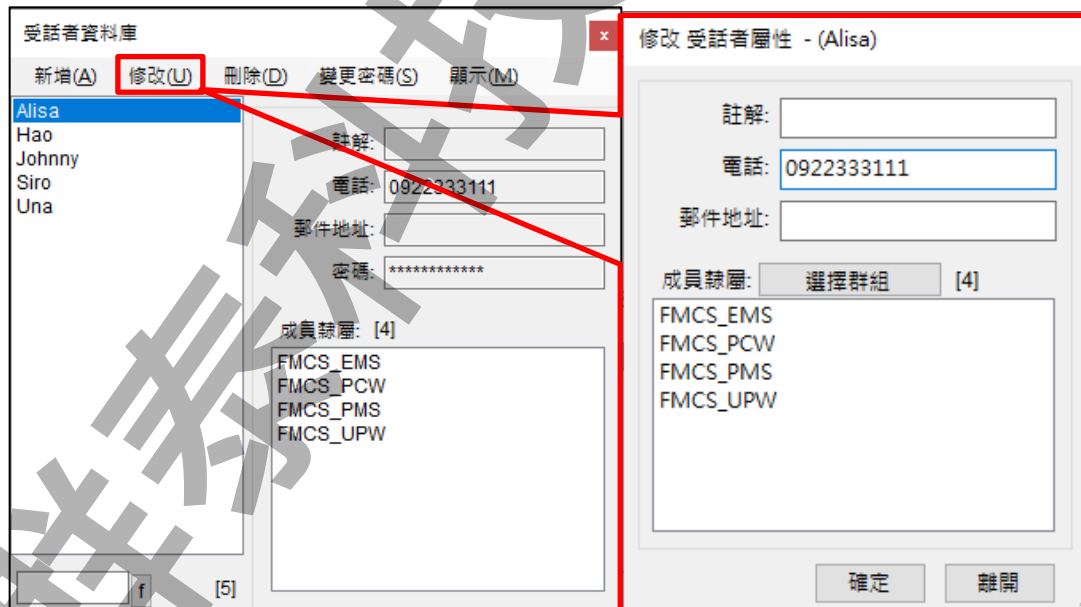 受話者資料庫
x
新增(A) 修改(U) 刪除(D) 變更密碼(S) 顯示(M)
Alisa
Hao
Johnny
Siro
Una
註解:
電話: 0922333111
郵件地址:
密碼: ************
成員隸屬: [4]
FMCS_EMS
FMCS_PCW
FMCS_PMS
FMCS_UPW
f [5]
修改 受話者屬性 - (Alisa)
註解:
電話: 0922333111
郵件地址:
成員隸屬: 選擇群組 [4]
FMCS_EMS
FMCS_PCW
FMCS_PMS
FMCS_UPW
確定 離開